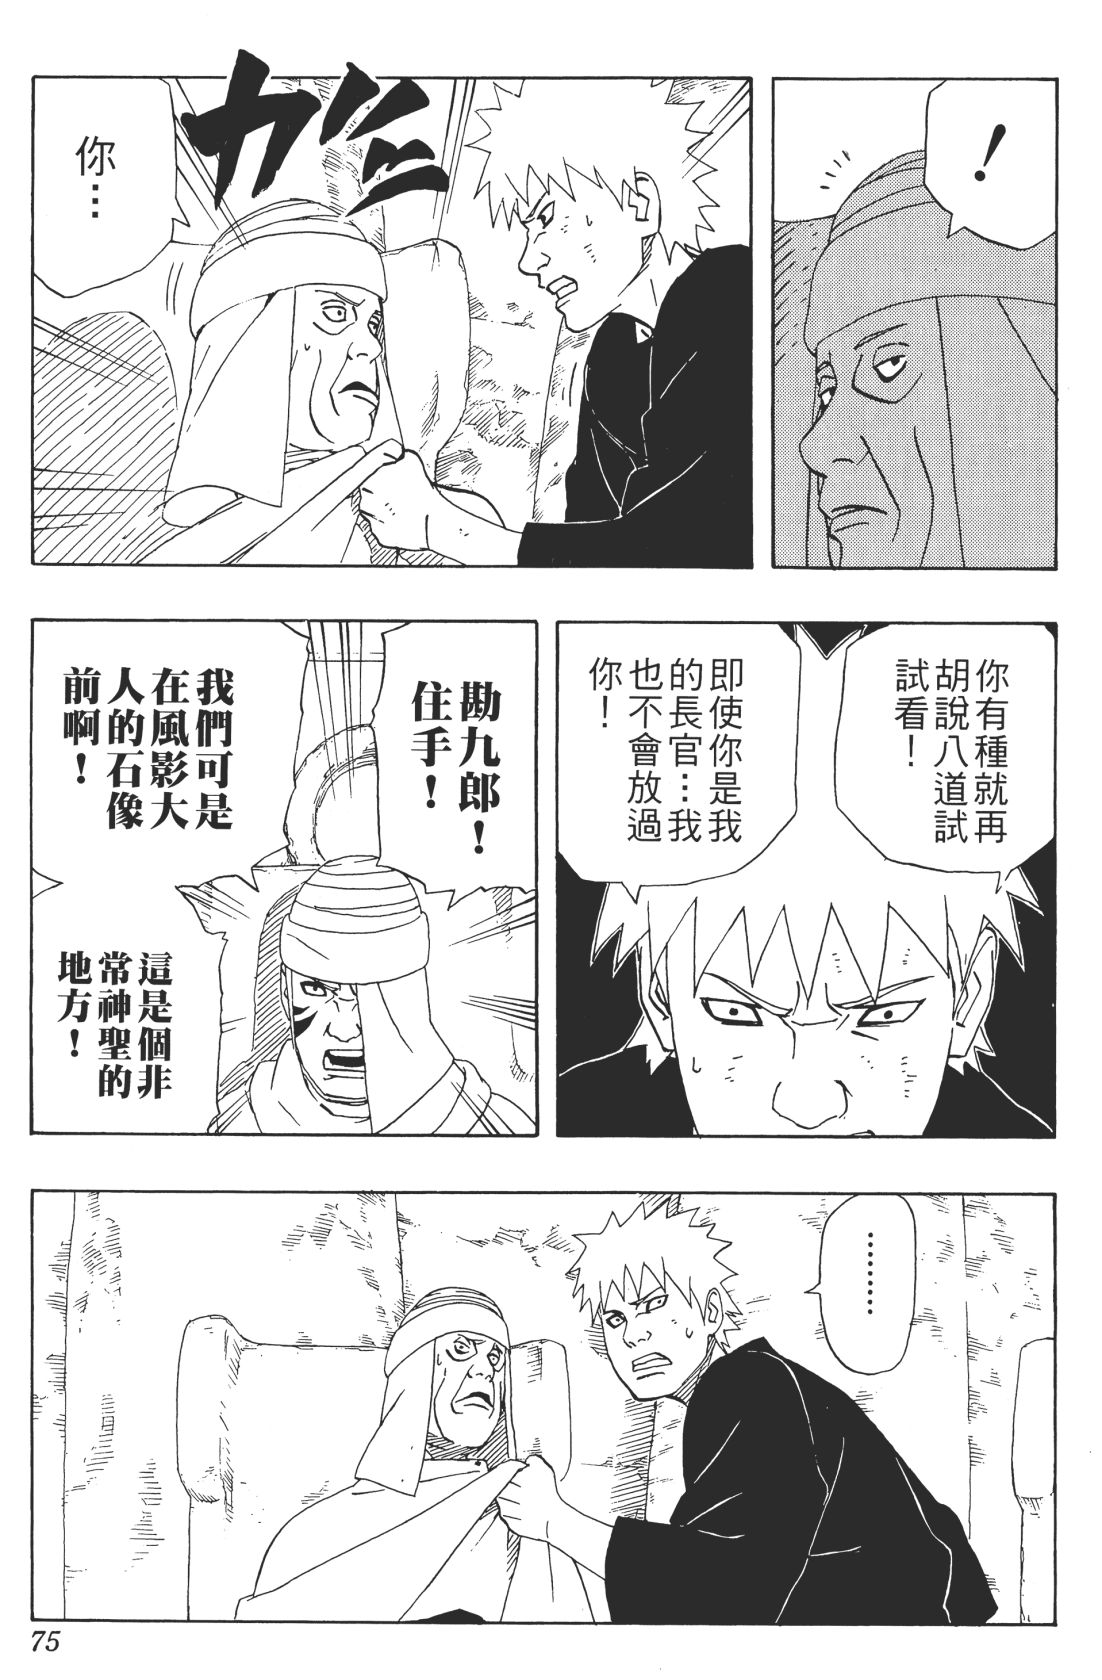 ！
ガッ
你…
你有種就再
胡說八道試
試看！
即使你是我
的長官…我
也不會放過
你！
勘九郎！
住手！
我們可是
在風影大
人的石像
前啊！
這是個非
常神聖的
地方！
………
75